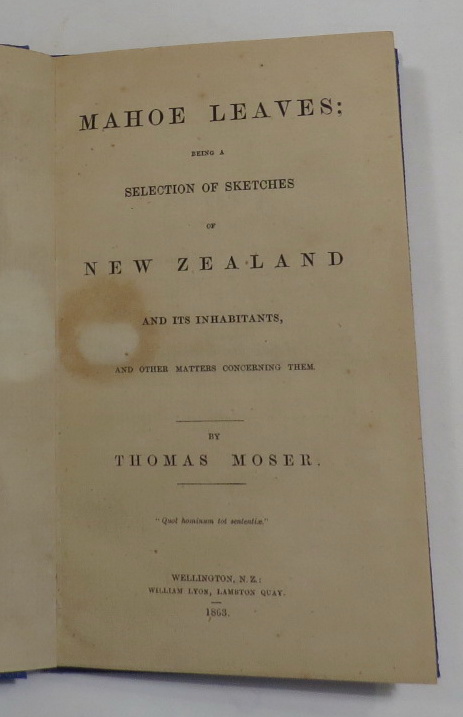 MAHOE LEAVES;
BEING A
SELECTION OF SKETCHES
OF
NEW ZEALAND
AND ITS INHABITANTS,
AND OTHER MATTERS CONCERNING THEM.
BY
THOMAS MOSER.
"Quot hominum tot sententiæ."
WELLINGTON, N.Z.:
WILLIAM LYON, LAMBTON QUAY.
1863.